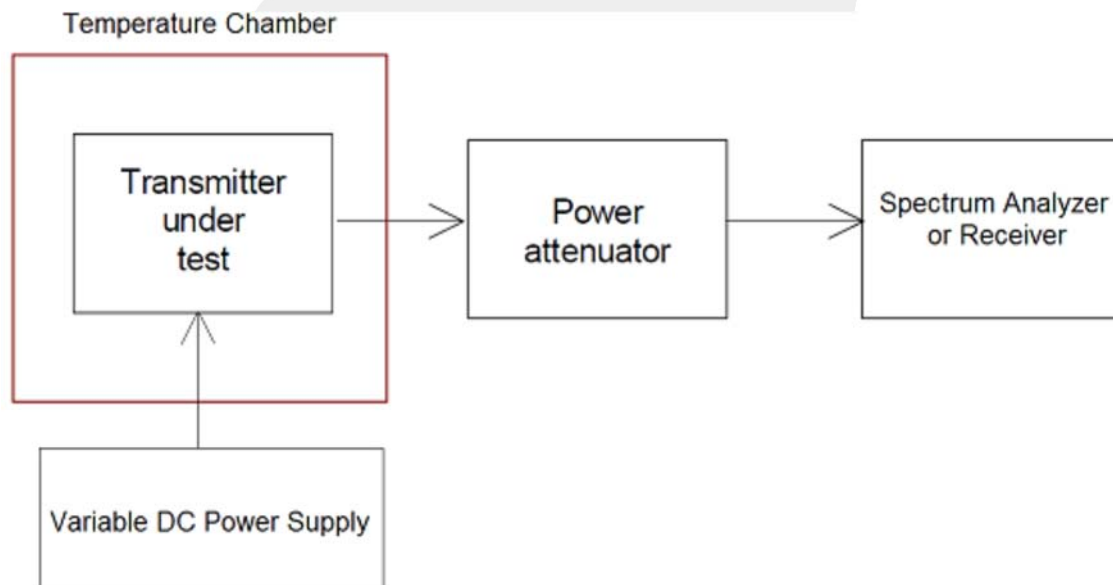 Temperature Chamber
Transmitter
under
test
Power
attenuator
Spectrum Analyzer
or Receiver
Variable DC Power Supply